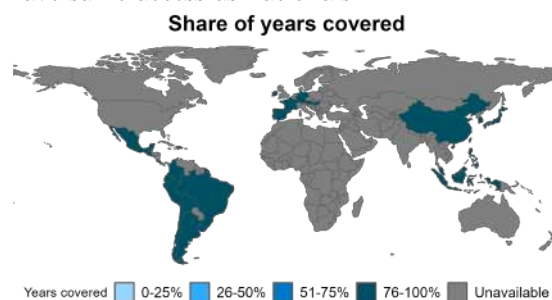 Share of years covered
Years covered 0-25% 26-50% 51-75% 76-100% Unavailable